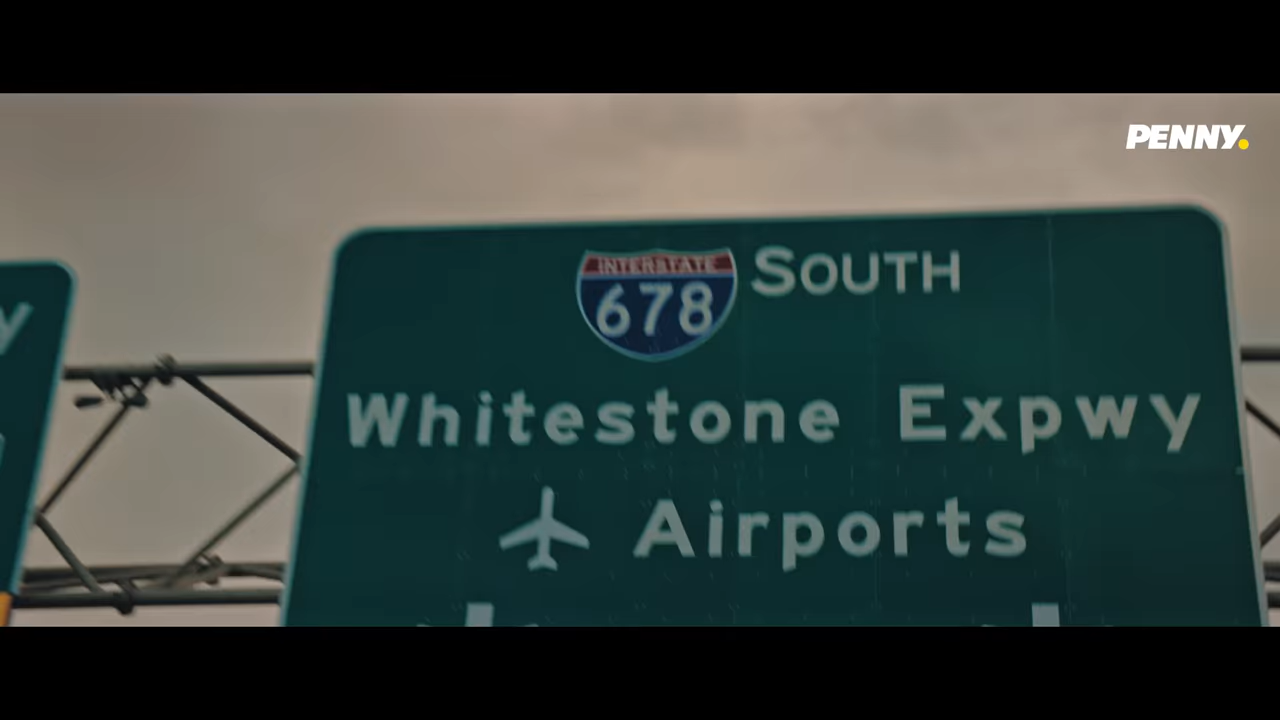 PENNY.
INTERSTATE
678 SOUTH
Whitestone Expwy
Airports
y